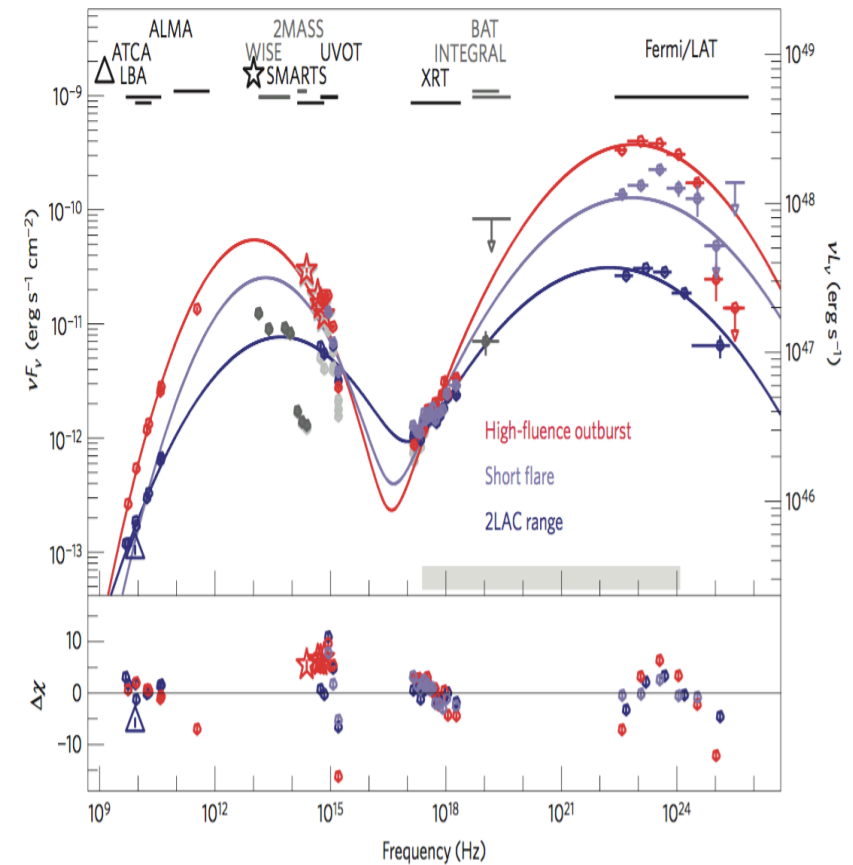 ALMA
2MASS
BAT
ATCA
WISE
UVOT
INTEGRAL
Fermi/LAT
LBA
SMARTS
XRT
10⁻⁹
10⁻¹⁰
10⁻¹¹
10⁻¹²
10⁻¹³
νFᵥ (erg s⁻¹ cm⁻²)
10⁴⁹
10⁴⁸
10⁴⁷
10⁴⁶
νLᵥ (erg s⁻¹)
High-fluence outburst
Short flare
2LAC range
Δχ
10
0
−10
10⁹
10¹²
10¹⁵
10¹⁸
10²¹
10²⁴
Frequency (Hz)